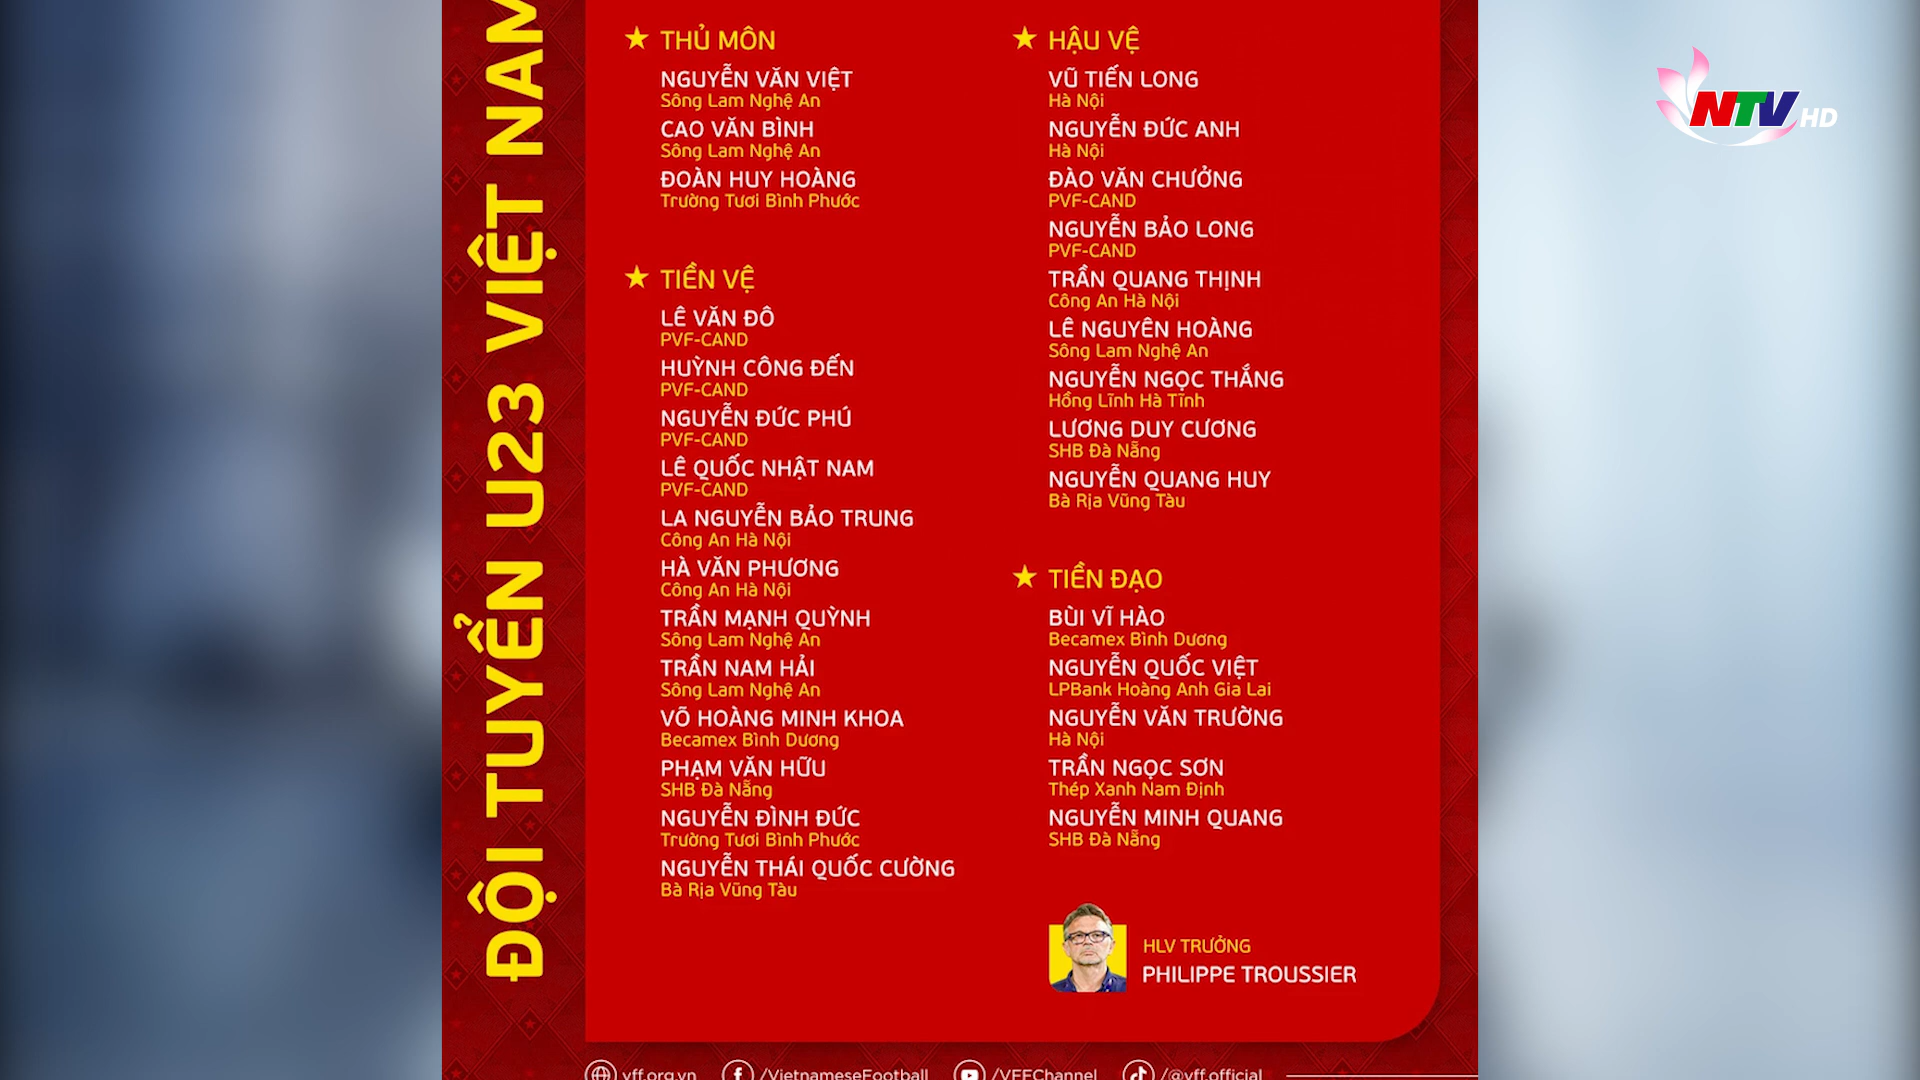 ĐỘI TUYỂN U23 VIỆT NAM
THỦ MÔN
NGUYỄN VĂN VIỆT
Sông Lam Nghệ An
CAO VĂN BÌNH
Sông Lam Nghệ An
ĐOÀN HUY HOÀNG
Trường Tươi Bình Phước
TIỀN VỆ
LÊ VĂN ĐÔ
PVF-CAND
HUỲNH CÔNG ĐẾN
PVF-CAND
NGUYỄN ĐỨC PHÚ
PVF-CAND
LÊ QUỐC NHẬT NAM
PVF-CAND
LA NGUYỄN BẢO TRUNG
Công An Hà Nội
HÀ VĂN PHƯƠNG
Công An Hà Nội
TRẦN MẠNH QUỲNH
Sông Lam Nghệ An
TRẦN NAM HẢI
Sông Lam Nghệ An
VÕ HOÀNG MINH KHOA
Becamex Bình Dương
PHẠM VĂN HỮU
SHB Đà Nẵng
NGUYỄN ĐÌNH ĐỨC
Trường Tươi Bình Phước
NGUYỄN THÁI QUỐC CƯỜNG
Bà Rịa Vũng Tàu
HẬU VỆ
VŨ TIẾN LONG
Hà Nội
NGUYỄN ĐỨC ANH
Hà Nội
ĐÀO VĂN CHƯỞNG
PVF-CAND
NGUYỄN BẢO LONG
PVF-CAND
TRẦN QUANG THỊNH
Công An Hà Nội
LÊ NGUYÊN HOÀNG
Sông Lam Nghệ An
NGUYỄN NGỌC THẮNG
Hồng Lĩnh Hà Tĩnh
LƯƠNG DUY CƯƠNG
SHB Đà Nẵng
NGUYỄN QUANG HUY
Bà Rịa Vũng Tàu
TIỀN ĐẠO
BÙI VĨ HÀO
Becamex Bình Dương
NGUYỄN QUỐC VIỆT
LPBank Hoàng Anh Gia Lai
NGUYỄN VĂN TRƯỜNG
Hà Nội
TRẦN NGỌC SƠN
Thép Xanh Nam Định
NGUYỄN MINH QUANG
SHB Đà Nẵng
HLV TRƯỞNG
PHILIPPE TROUSSIER
vff.org.vn /VietnameseFootball /VFFChannel /@vff.official
NTV HD